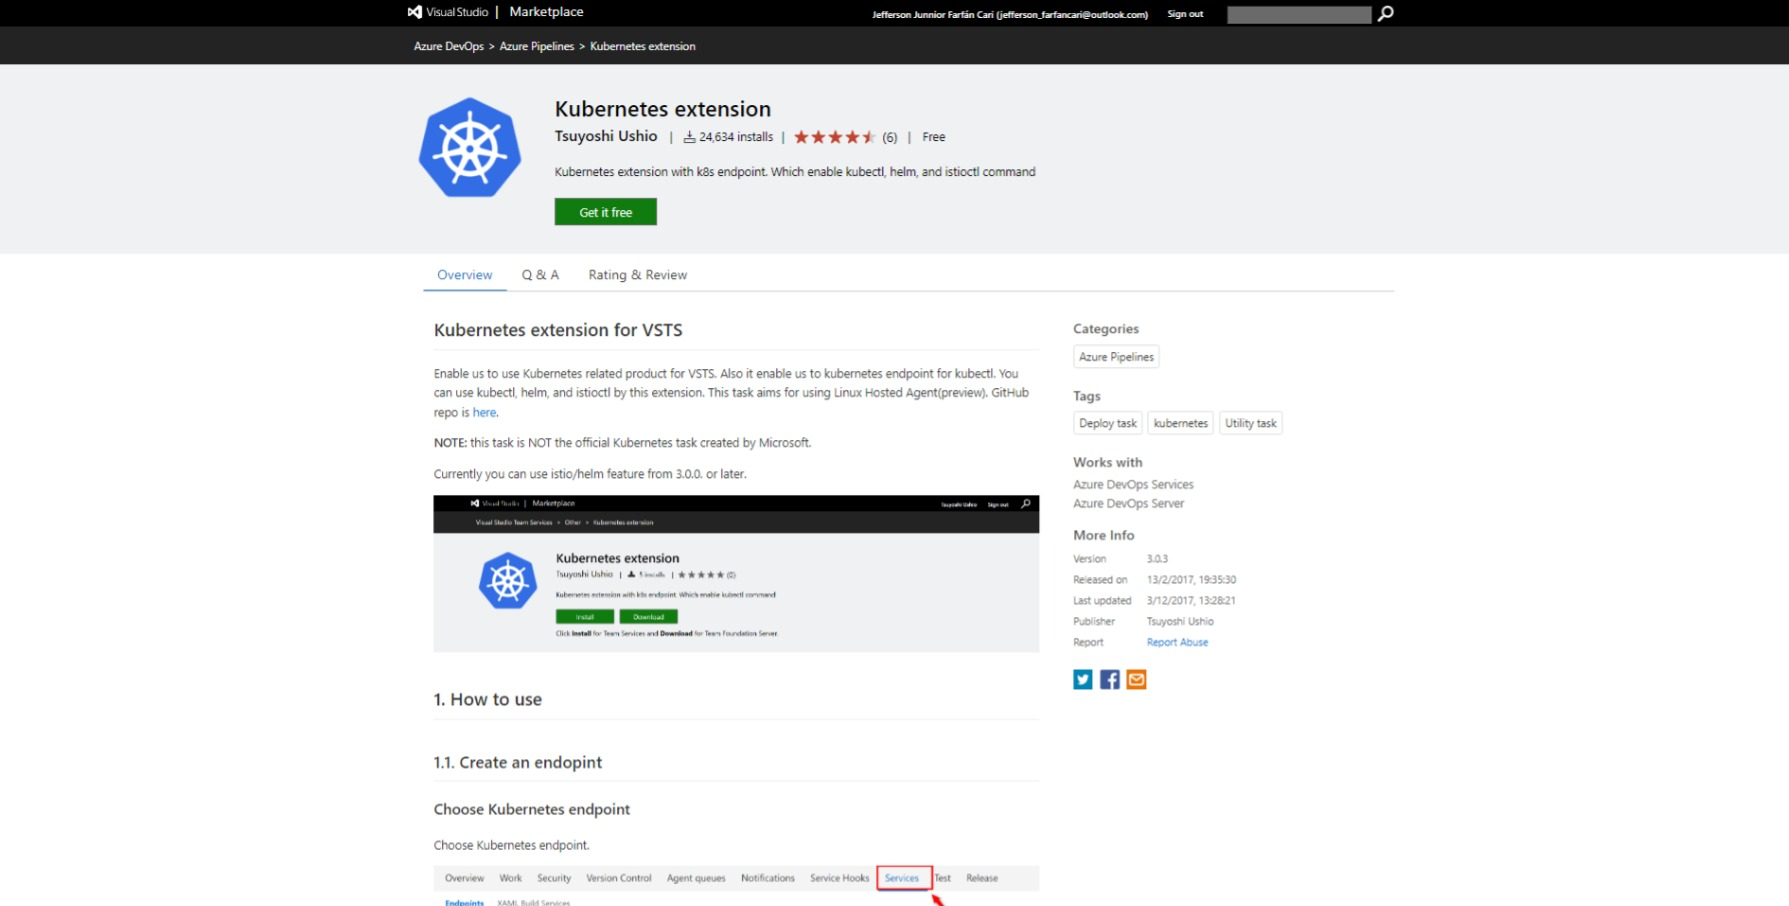 Visual Studio | Marketplace
Jefferson Junnior Farfán Cari (jefferson_farfancari@outlook.com) Sign out
Azure DevOps > Azure Pipelines > Kubernetes extension
Kubernetes extension
Tsuyoshi Ushio | 24,634 installs | (6) | Free
Kubernetes extension with k8s endpoint. Which enable kubectl, helm, and istioctl command
Get it free
Overview Q & A Rating & Review
Kubernetes extension for VSTS
Enable us to use Kubernetes related product for VSTS. Also it enable us to kubernetes endpoint for kubectl. You
can use kubectl, helm, and istioctl by this extension. This task aims for using Linux Hosted Agent(preview). GitHub
repo is here.
NOTE: this task is NOT the official Kubernetes task created by Microsoft.
Currently you can use istio/helm feature from 3.0.0. or later.
Visual Studio | Marketplace
Tsuyoshi Ushio Sign out
Visual Studio Team Services > Other > Kubernetes extension
Kubernetes extension
Tsuyoshi Ushio | 5 installs | (0)
Kubernetes extension with k8s endpoint. Which enable kubectl command
Install Download
Click Install for Team Services and Download for Team Foundation Server.
1. How to use
1.1. Create an endopint
Choose Kubernetes endpoint
Choose Kubernetes endpoint.
Overview Work Security Version Control Agent queues Notifications Service Hooks Services Test Release
Endpoints XAML Build Services
Categories
Azure Pipelines
Tags
Deploy task kubernetes Utility task
Works with
Azure DevOps Services
Azure DevOps Server
More Info
Version 3.0.3
Released on 13/2/2017, 19:35:30
Last updated 3/12/2017, 13:28:21
Publisher Tsuyoshi Ushio
Report Report Abuse